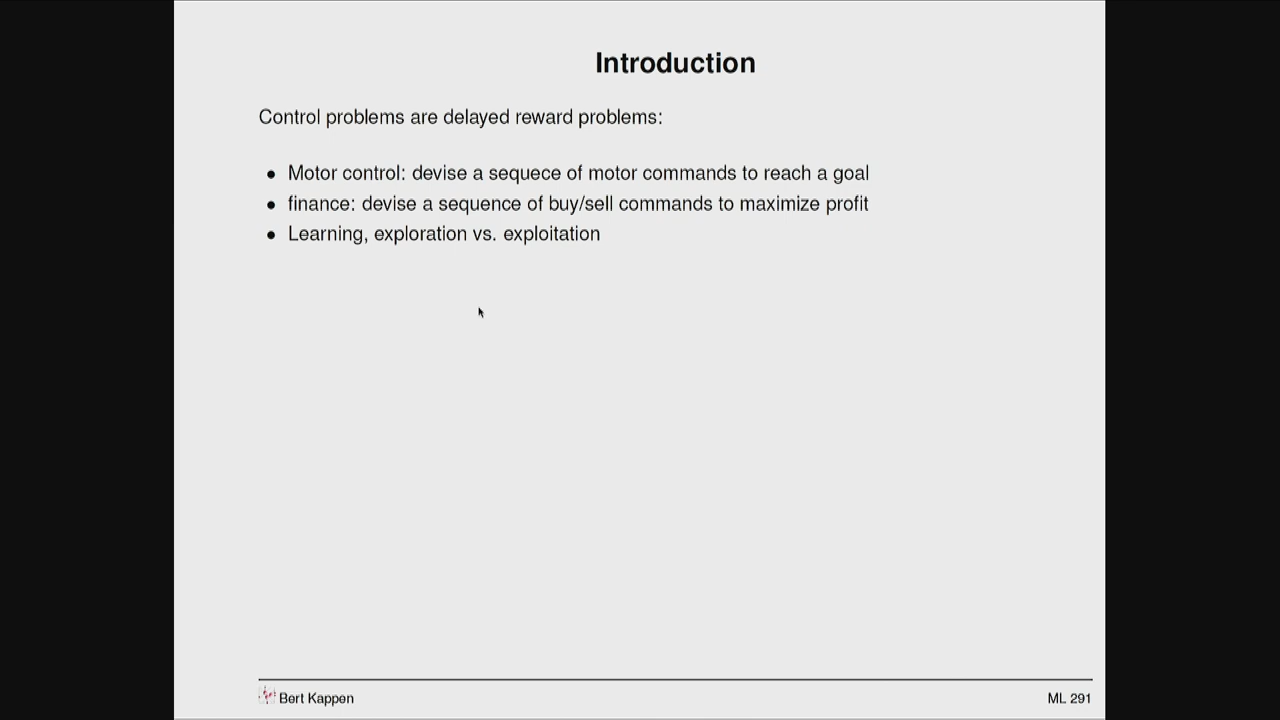 Introduction
Control problems are delayed reward problems:
• Motor control: devise a sequece of motor commands to reach a goal
• finance: devise a sequence of buy/sell commands to maximize profit
• Learning, exploration vs. exploitation
Bert Kappen
ML 291